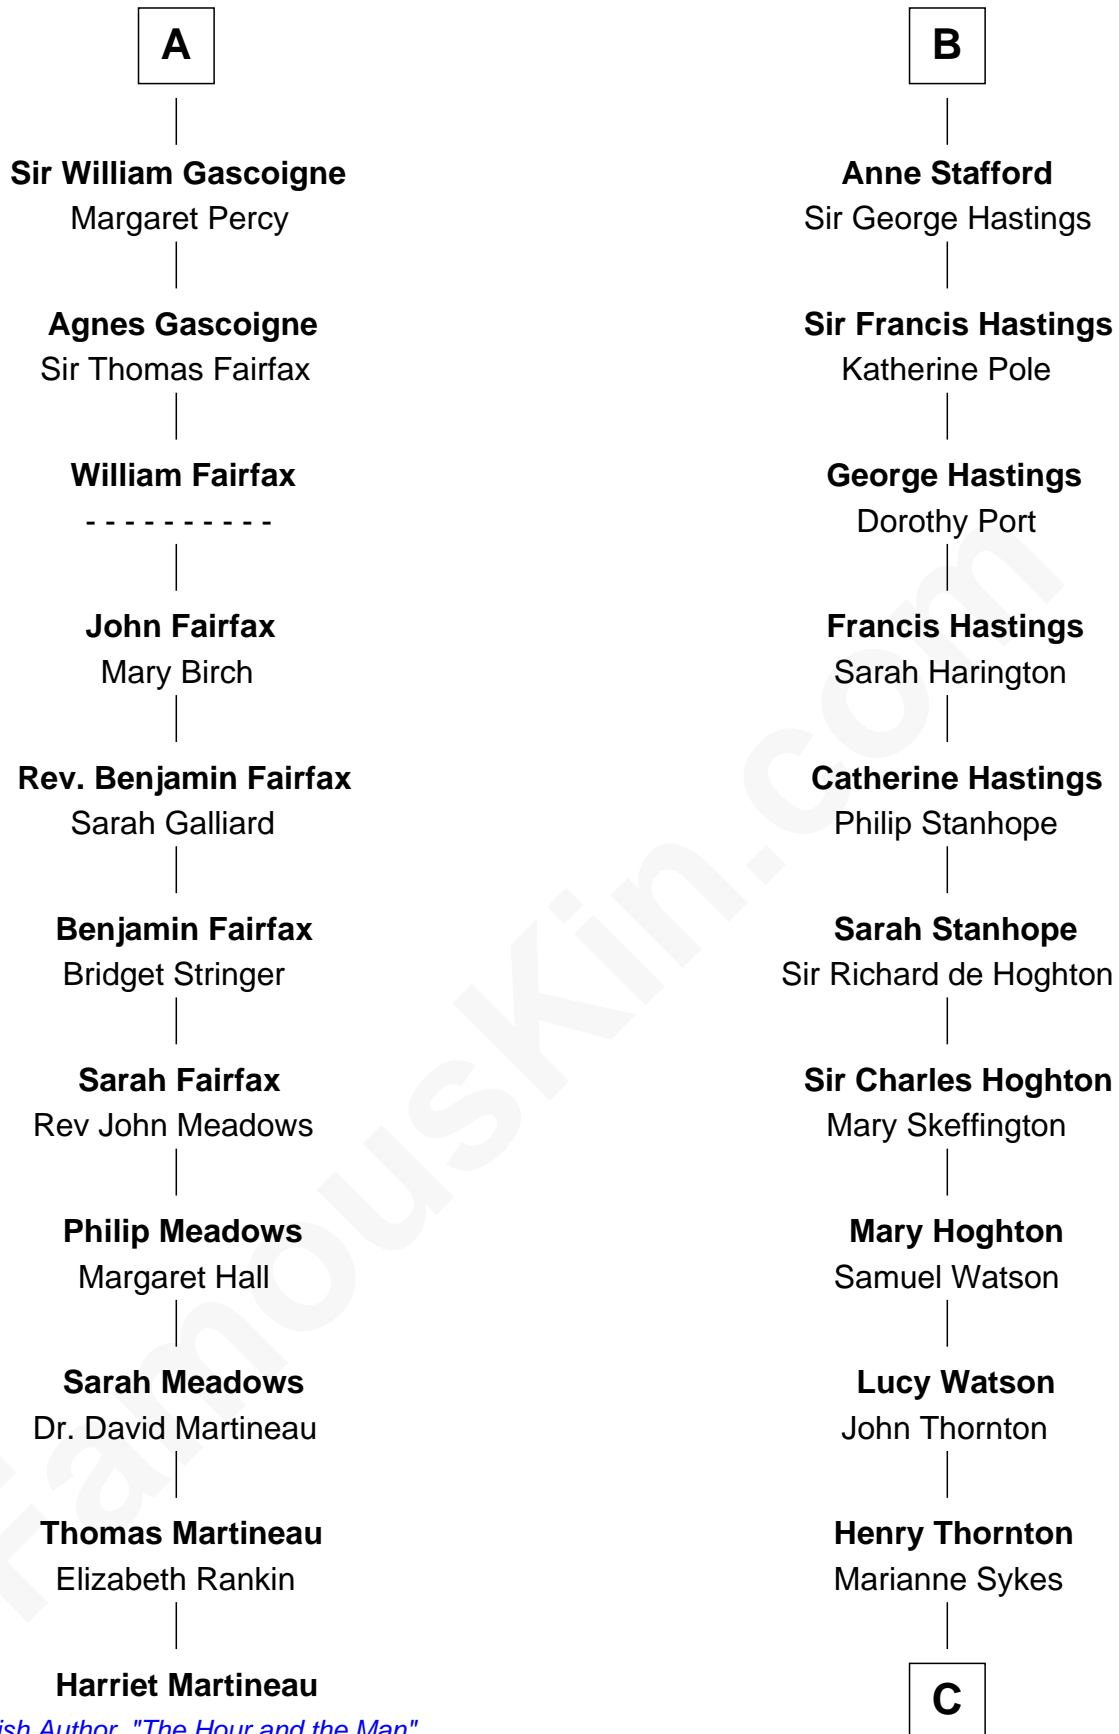 A
Sir William Gascoigne
Margaret Percy
Agnes Gascoigne
Sir Thomas Fairfax
William Fairfax
- - - - - - - - - -
John Fairfax
Mary Birch
Rev. Benjamin Fairfax
Sarah Galliard
Benjamin Fairfax
Bridget Stringer
Sarah Fairfax
Rev John Meadows
Philip Meadows
Margaret Hall
Sarah Meadows
Dr. David Martineau
Thomas Martineau
Elizabeth Rankin
Harriet Martineau
ish Author, "The Hour and the Man"
B
Anne Stafford
Sir George Hastings
Sir Francis Hastings
Katherine Pole
George Hastings
Dorothy Port
Francis Hastings
Sarah Harington
Catherine Hastings
Philip Stanhope
Sarah Stanhope
Sir Richard de Hoghton
Sir Charles Hoghton
Mary Skeffington
Mary Hoghton
Samuel Watson
Lucy Watson
John Thornton
Henry Thornton
Marianne Sykes
C
FamousKin.com